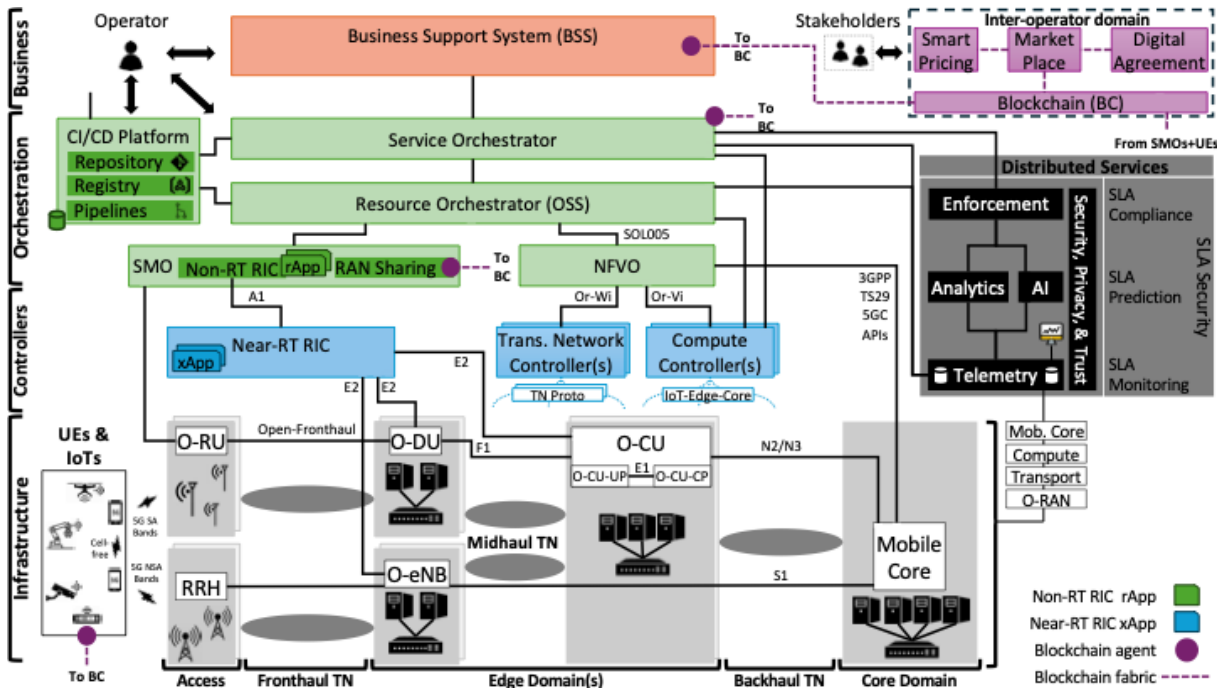 Business
Operator
Business Support System (BSS)
To
BC
Stakeholders
Inter-operator domain
Smart
Pricing
Market
Place
Digital
Agreement
Blockchain (BC)
From SMOs+UEs
Orchestration
CI/CD Platform
Repository
Registry
Pipelines
Service Orchestrator
To
BC
Resource Orchestrator (OSS)
SOL005
SMO
Non-RT RIC
rApp
RAN Sharing
To
BC
NFVO
Distributed Services
Enforcement
Analytics
AI
Telemetry
Security, Privacy, & Trust
SLA
Compliance
SLA
Prediction
SLA
Monitoring
SLA Security
Controllers
A1
Or-Wi
Or-Vi
3GPP
TS29
5GC
APIs
Near-RT RIC
xApp
E2
E2
E2
Trans. Network
Controller(s)
TN Proto
Compute
Controller(s)
IoT-Edge-Core
Infrastructure
UEs &
IoTs
5G SA
Bands
Cell-
free
5G NSA
Bands
To BC
O-RU
Open-Fronthaul
O-DU
F1
O-CU
O-CU-UP
E1
O-CU-CP
N2/N3
Midhaul TN
RRH
O-eNB
S1
Mobile
Core
Mob. Core
Compute
Transport
O-RAN
Access
Fronthaul TN
Edge Domain(s)
Backhaul TN
Core Domain
Non-RT RIC rApp
Near-RT RIC xApp
Blockchain agent
Blockchain fabric